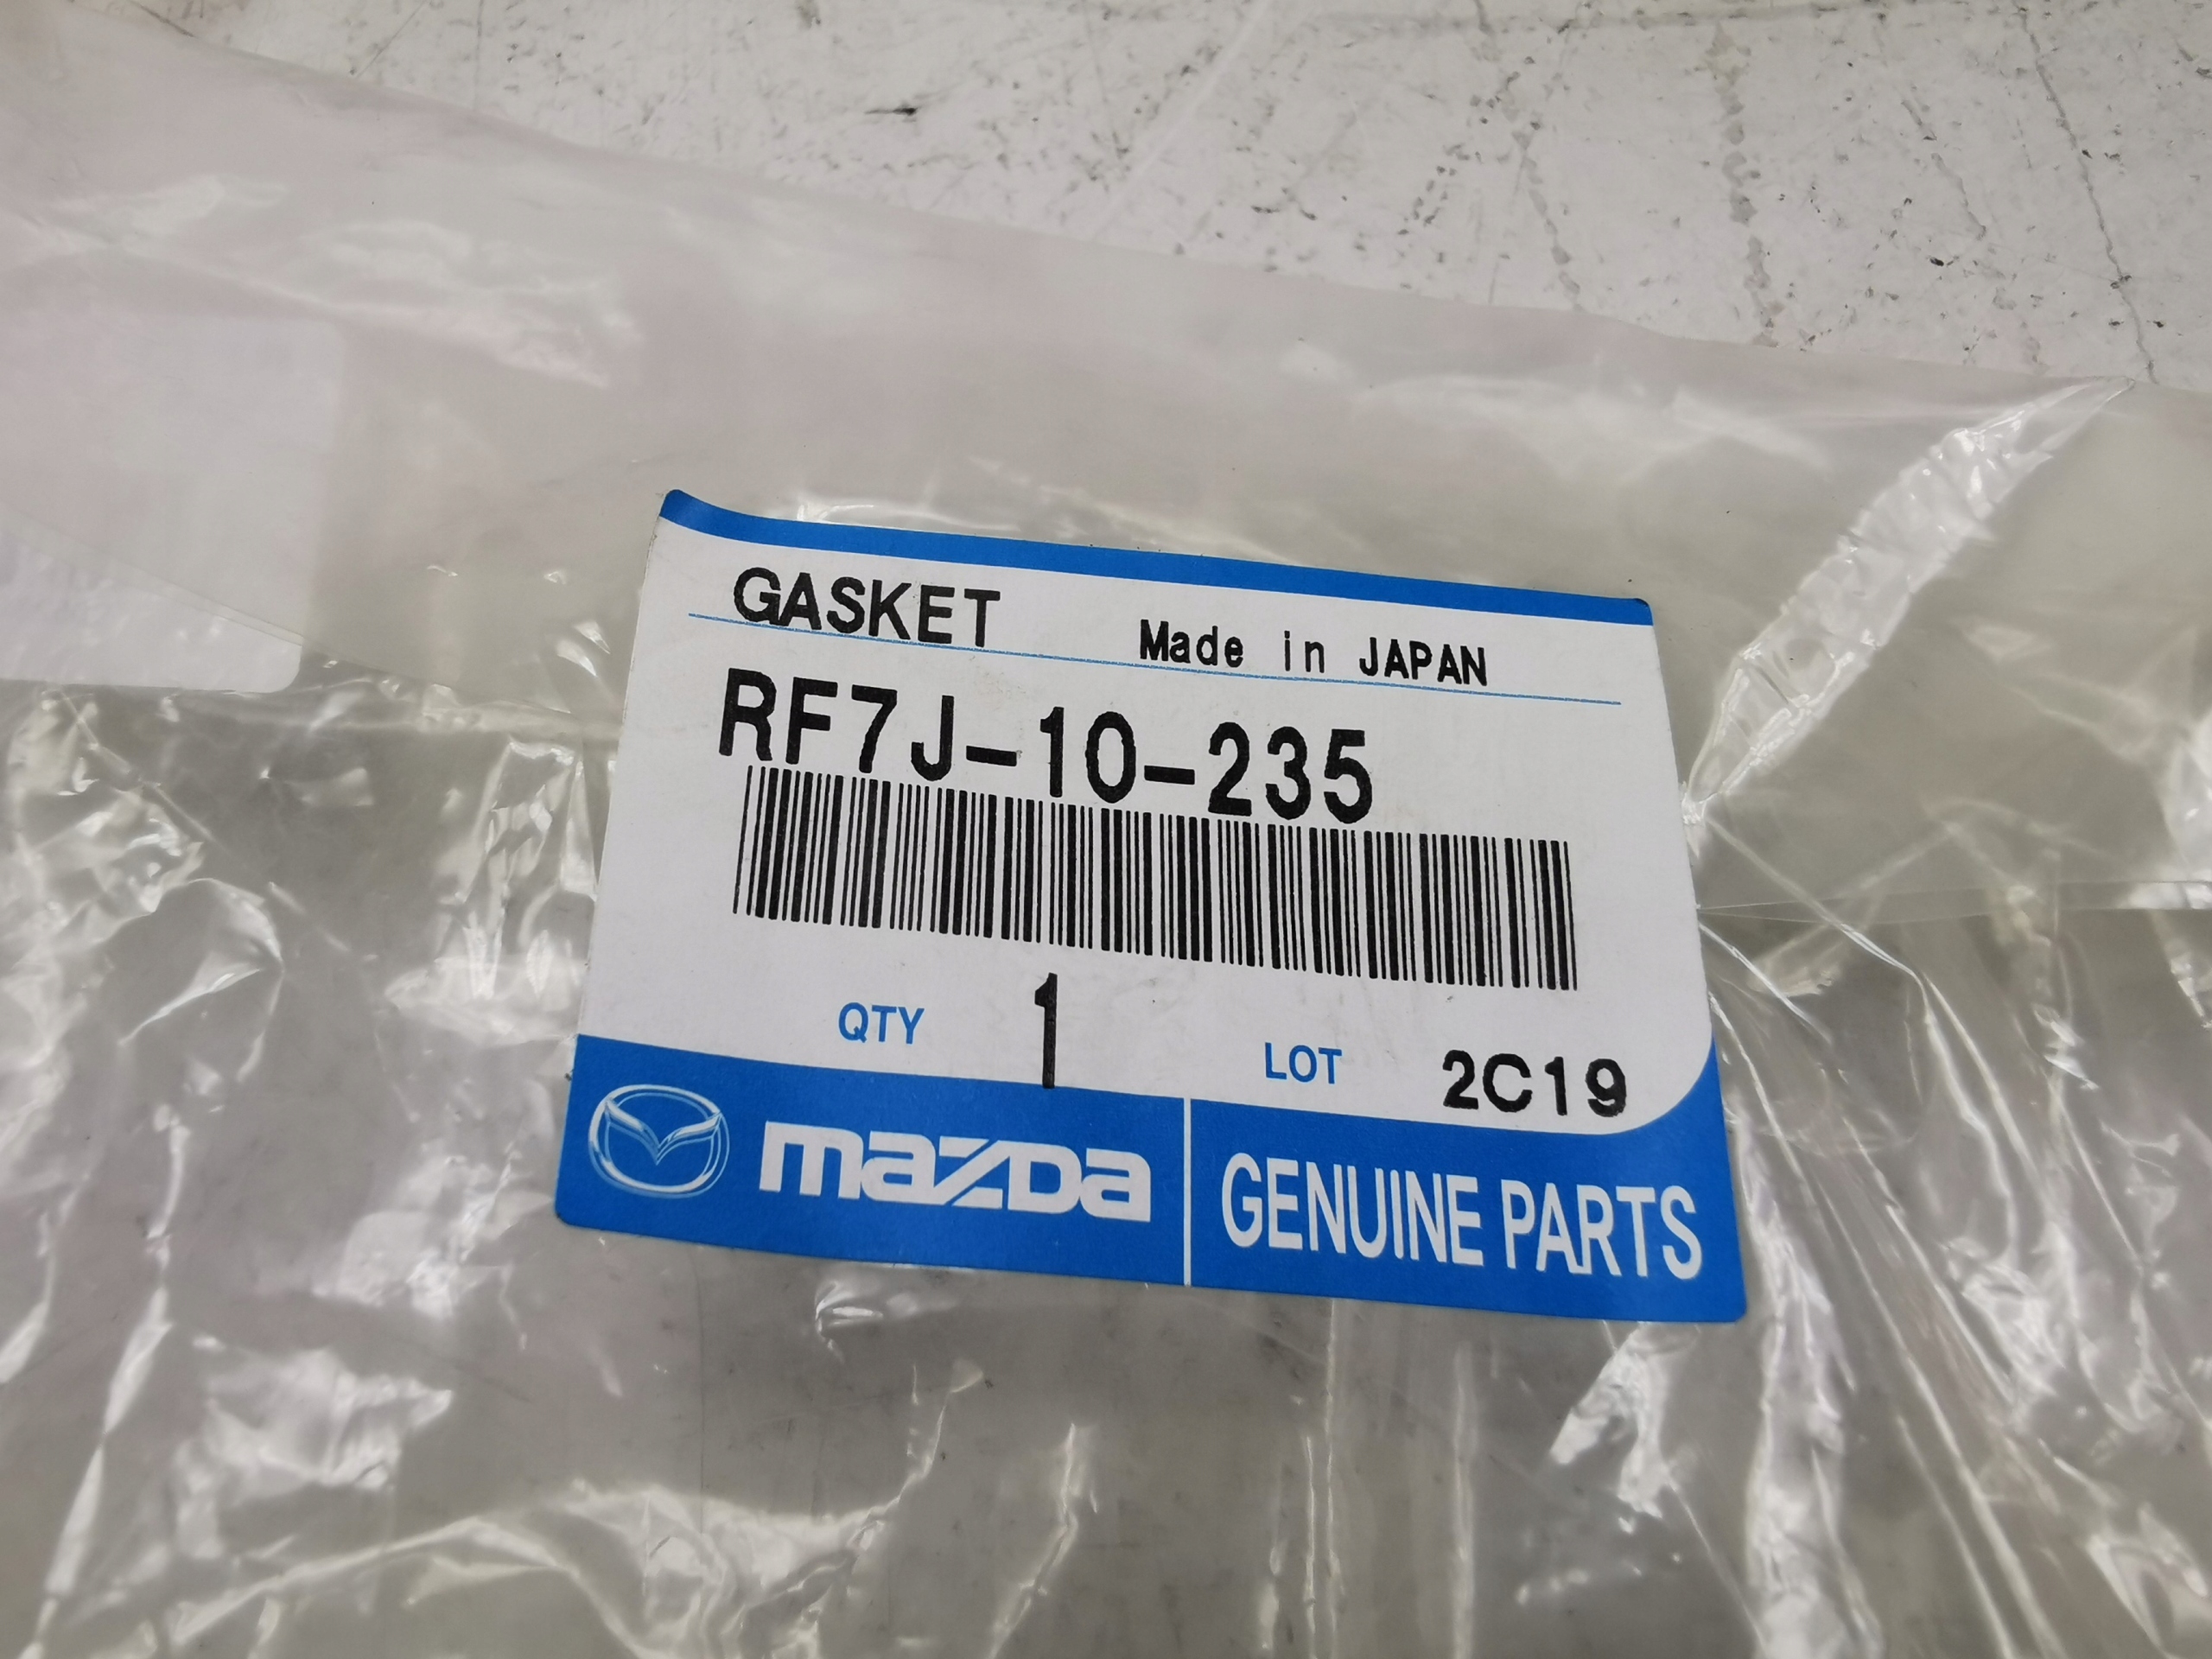 GASKET Made in JAPAN
RF7J-10-235
QTY 1 LOT 2C19
mazDa GENUINE PARTS